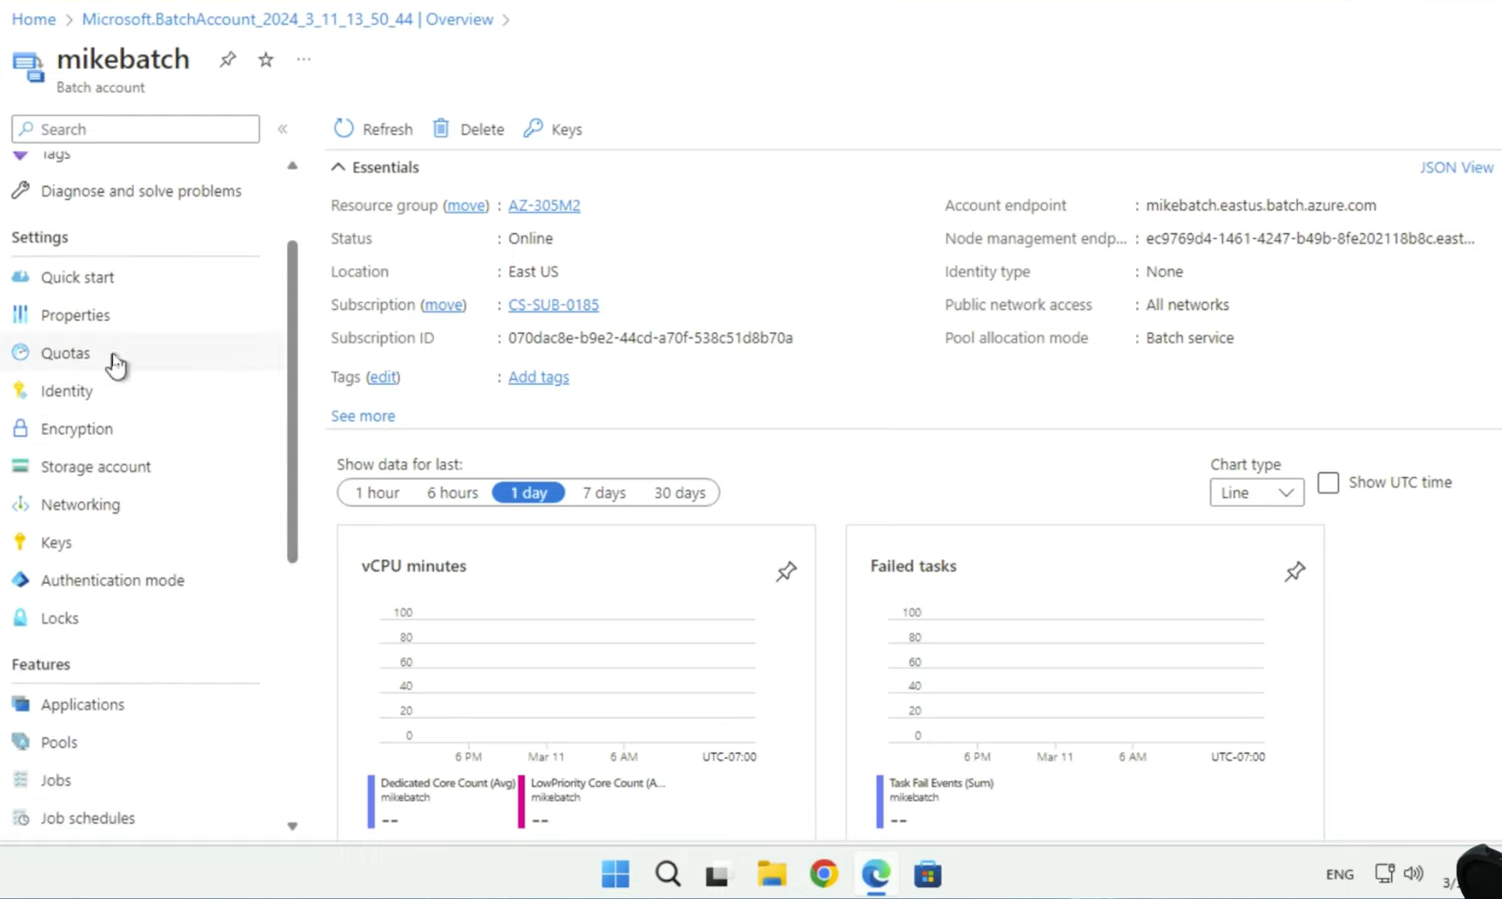 Home > Microsoft.BatchAccount_2024_3_11_13_50_44 | Overview >
mikebatch
Batch account
Search
Refresh
Delete
Keys
Tags
Diagnose and solve problems
Settings
Quick start
Properties
Quotas
Identity
Encryption
Storage account
Networking
Keys
Authentication mode
Locks
Features
Applications
Pools
Jobs
Job schedules
Essentials
JSON View
Resource group (move) : AZ-305M2
Status : Online
Location : East US
Subscription (move) : CS-SUB-0185
Subscription ID : 070dac8e-b9e2-44cd-a70f-538c51d8b70a
Tags (edit) : Add tags
See more
Account endpoint : mikebatch.eastus.batch.azure.com
Node management endp... : ec9769d4-1461-4247-b49b-8fe202118b8c.east...
Identity type : None
Public network access : All networks
Pool allocation mode : Batch service
Show data for last:
1 hour 6 hours 1 day 7 days 30 days
Chart type
Line
Show UTC time
vCPU minutes
100
80
60
40
20
0
6 PM Mar 11 6 AM UTC-07:00
Dedicated Core Count (Avg)
mikebatch
--
LowPriority Core Count (A...
mikebatch
--
Failed tasks
100
80
60
40
20
0
6 PM Mar 11 6 AM UTC-07:00
Task Fail Events (Sum)
mikebatch
--
ENG